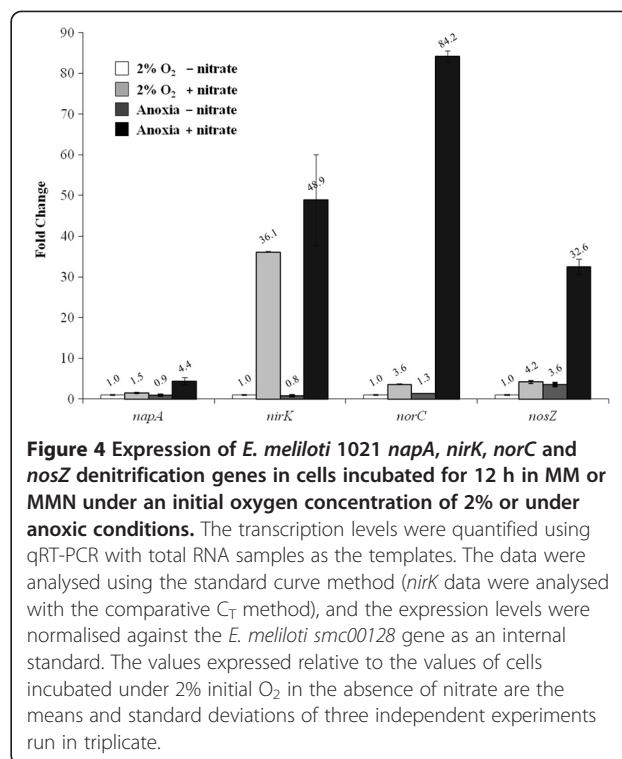 90
80
70
60
50
40
30
20
10
0
Fold Change
2% O₂ – nitrate
2% O₂ + nitrate
Anoxia – nitrate
Anoxia + nitrate
1.0
1.5
0.9
4.4
1.0
36.1
0.8
48.9
1.0
3.6
1.3
84.2
1.0
4.2
3.6
32.6
napA
nirK
norC
nosZ
Figure 4 Expression of E. meliloti 1021 napA, nirK, norC and
nosZ denitrification genes in cells incubated for 12 h in MM or
MMN under an initial oxygen concentration of 2% or under
anoxic conditions. The transcription levels were quantified using
qRT-PCR with total RNA samples as the templates. The data were
analysed using the standard curve method (nirK data were analysed
with the comparative C_T method), and the expression levels were
normalised against the E. meliloti smc00128 gene as an internal
standard. The values expressed relative to the values of cells
incubated under 2% initial O₂ in the absence of nitrate are the
means and standard deviations of three independent experiments
run in triplicate.